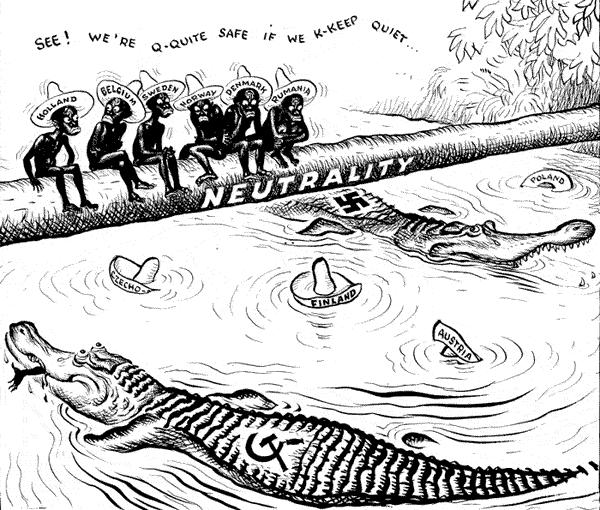 SEE! WE'RE Q-QUITE SAFE IF WE K-KEEP QUIET...
HOLLAND
BELGIUM
SWEDEN
NORWAY
DENMARK
RUMANIA
NEUTRALITY
POLAND
CZECHO-
FINLAND
AUSTRIA